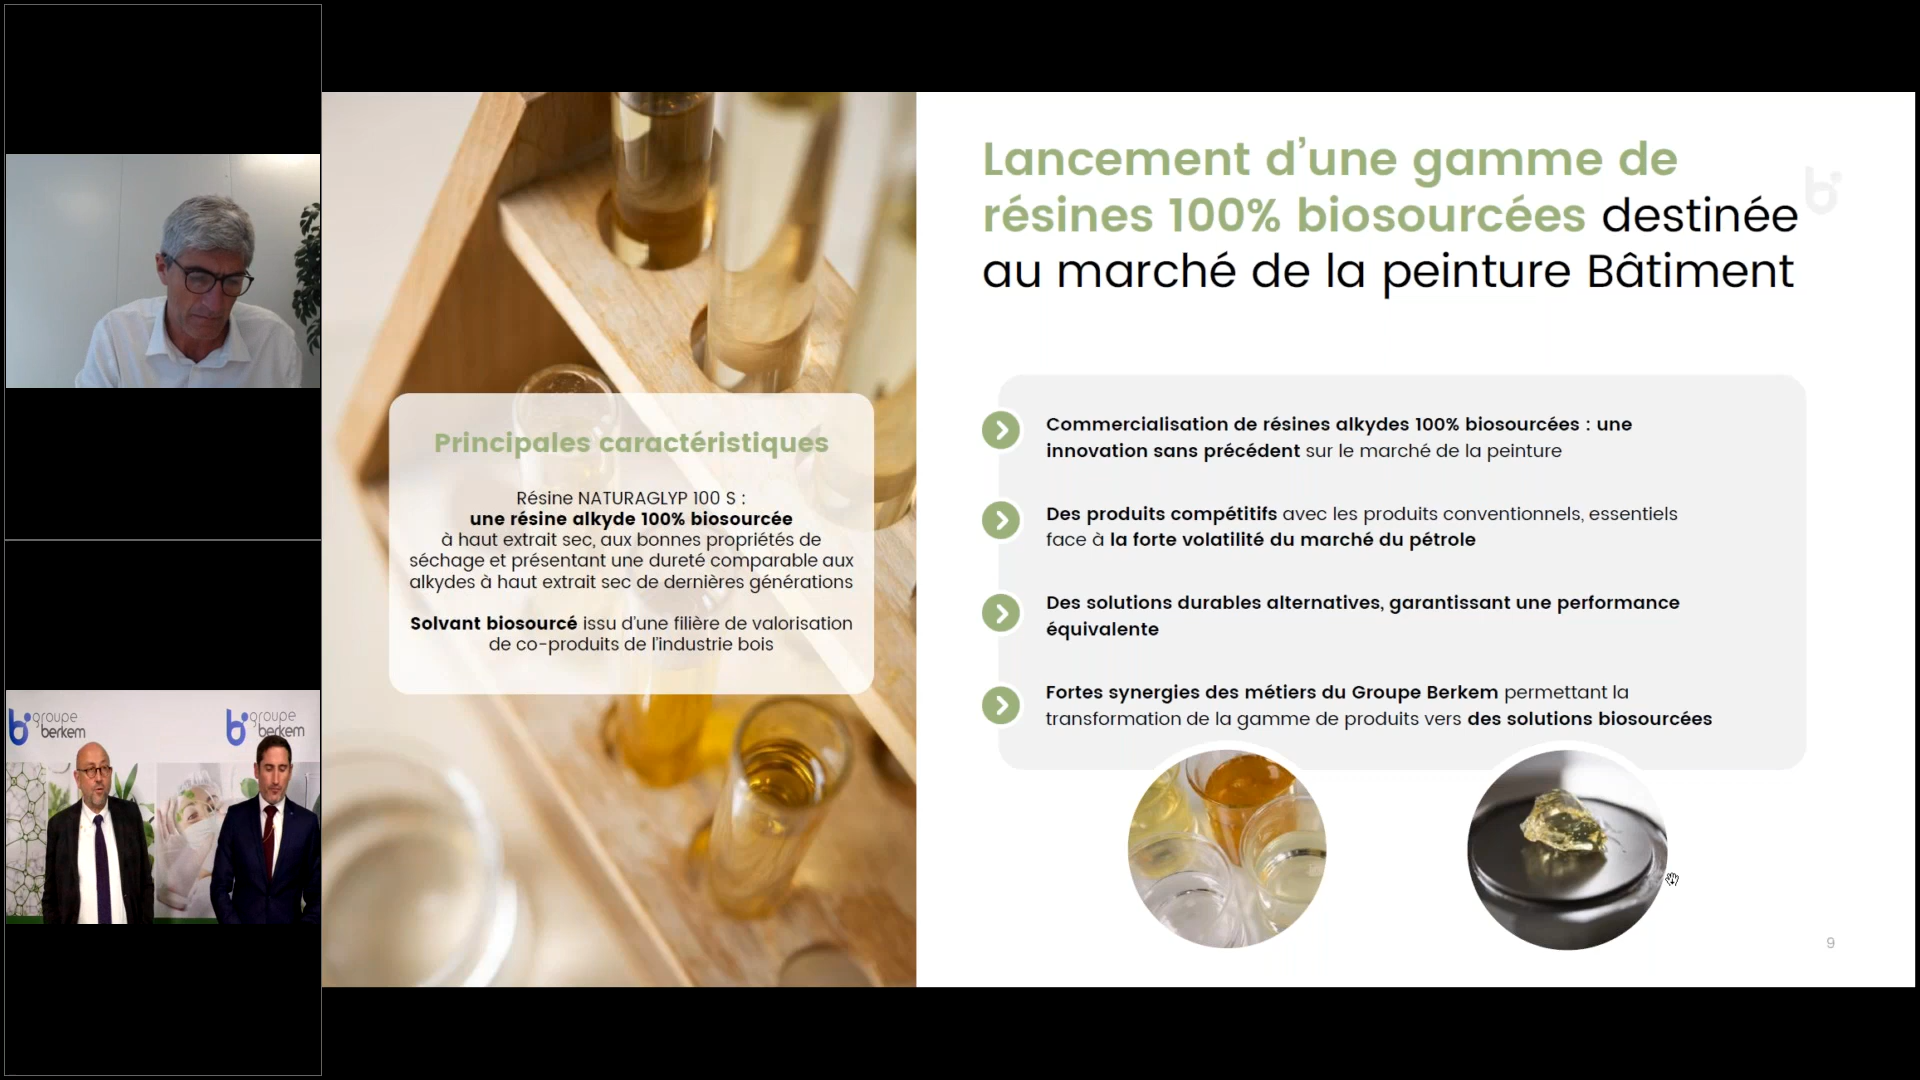 Lancement d’une gamme de
résines 100% biosourcées destinée
au marché de la peinture Bâtiment
Principales caractéristiques
Résine NATURAGLYP 100 S :
une résine alkyde 100% biosourcée
à haut extrait sec, aux bonnes propriétés de
séchage et présentant une dureté comparable aux
alkydes à haut extrait sec de dernières générations
Solvant biosourcé issu d’une filière de valorisation
de co-produits de l’industrie bois
Commercialisation de résines alkydes 100% biosourcées : une
innovation sans précédent sur le marché de la peinture
Des produits compétitifs avec les produits conventionnels, essentiels
face à la forte volatilité du marché du pétrole
Des solutions durables alternatives, garantissant une performance
équivalente
Fortes synergies des métiers du Groupe Berkem permettant la
transformation de la gamme de produits vers des solutions biosourcées
9
groupe
berkem
groupe
berkem